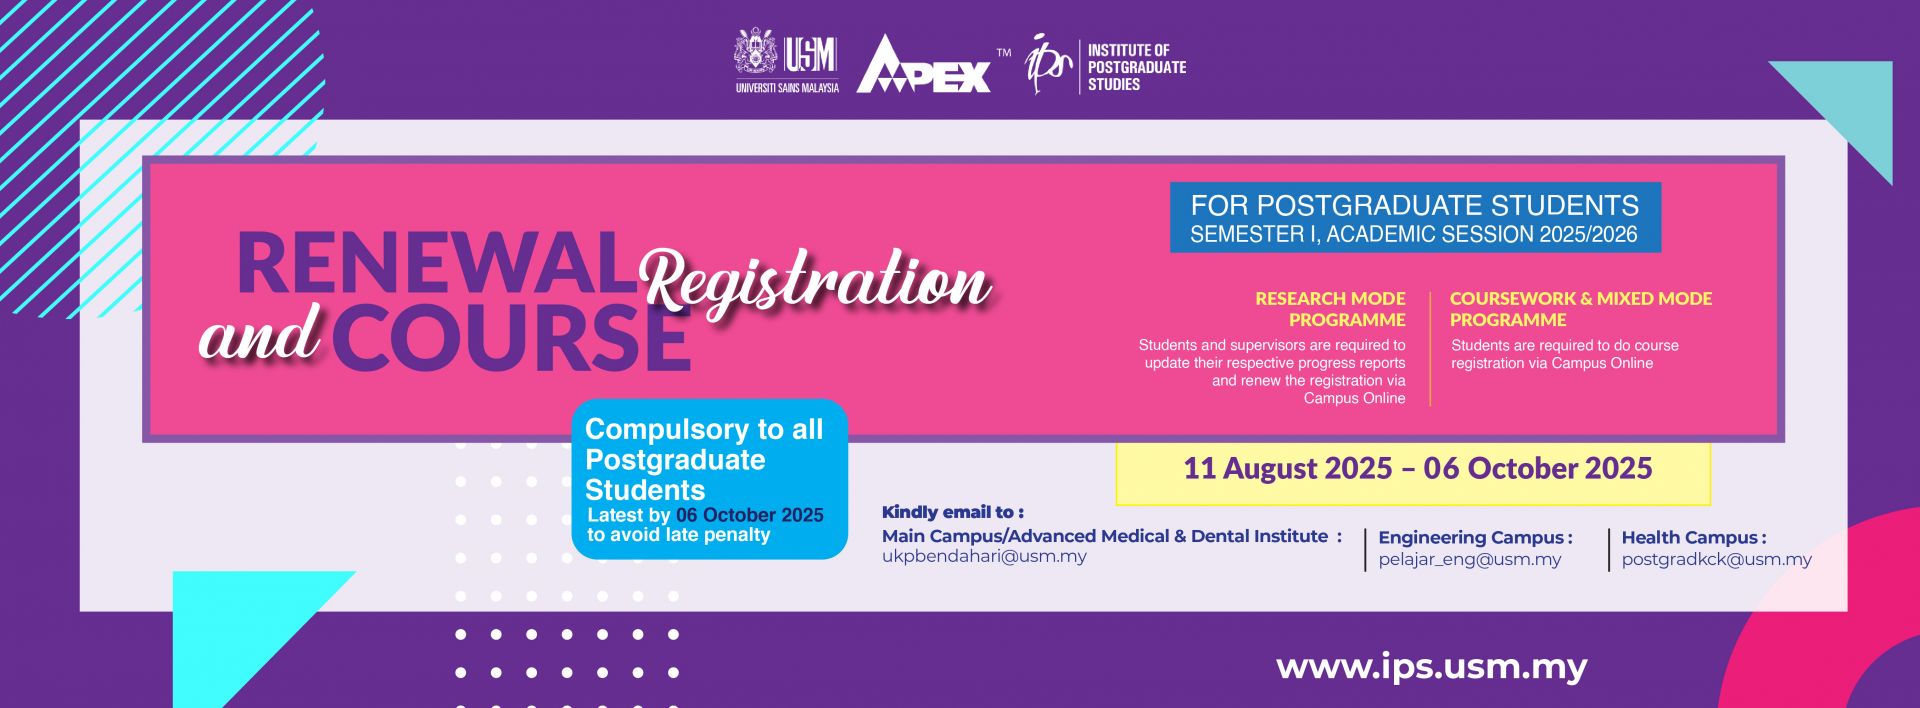 USM
UNIVERSITI SAINS MALAYSIA
APEX™
ips
INSTITUTE OF
POSTGRADUATE
STUDIES
RENEWAL Registration
and COURSE
FOR POSTGRADUATE STUDENTS
SEMESTER I, ACADEMIC SESSION 2025/2026
RESEARCH MODE
PROGRAMME
Students and supervisors are required to
update their respective progress reports
and renew the registration via
Campus Online
COURSEWORK & MIXED MODE
PROGRAMME
Students are required to do course
registration via Campus Online
Compulsory to all
Postgraduate
Students
Latest by 06 October 2025
to avoid late penalty
11 August 2025 – 06 October 2025
Kindly email to :
Main Campus/Advanced Medical & Dental Institute :
ukpbendahari@usm.my
Engineering Campus :
pelajar_eng@usm.my
Health Campus :
postgradkck@usm.my
www.ips.usm.my